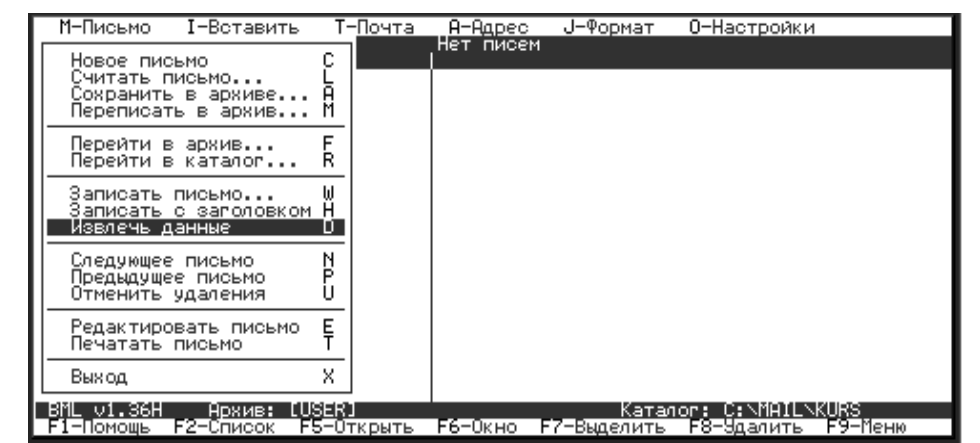 М-Письмо I-Вставить Т-Почта А-Адрес J-Формат О-Настройки
Нет писем
Новое письмо C
Считать письмо... L
Сохранить в архиве... A
Переписать в архив... M
Перейти в архив... F
Перейти в каталог... R
Записать письмо... W
Записать с заголовком H
Извлечь данные D
Следующее письмо N
Предыдущее письмо P
Отменить удаления U
Редактировать письмо E
Печатать письмо T
Выход X
BML v1.36H Архив: [USER] Каталог: C:\MAIL\KURS
F1-Помощь F2-Список F5-Открыть F6-Окно F7-Выделить F8-Удалить F9-Меню